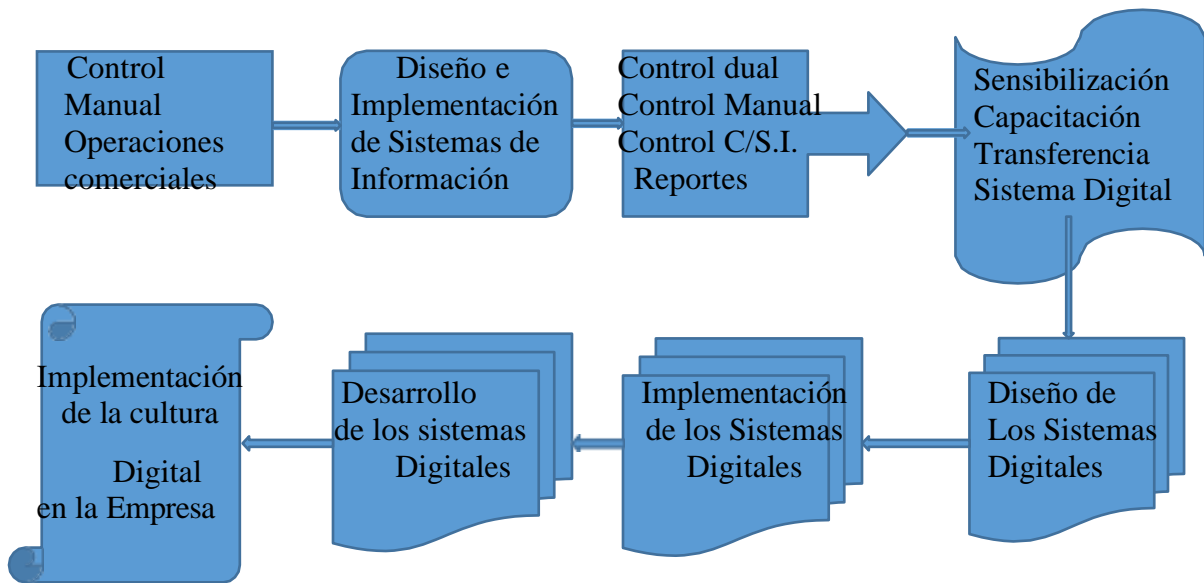 Control
Manual
Operaciones
comerciales
Diseño e
Implementación
de Sistemas de
Información
Control dual
Control Manual
Control C/S.I.
Reportes
Sensibilización
Capacitación
Transferencia
Sistema Digital
Diseño de
Los Sistemas
Digitales
Implementación
de los Sistemas
Digitales
Desarrollo
de los sistemas
Digitales
Implementación
de la cultura
Digital
en la Empresa